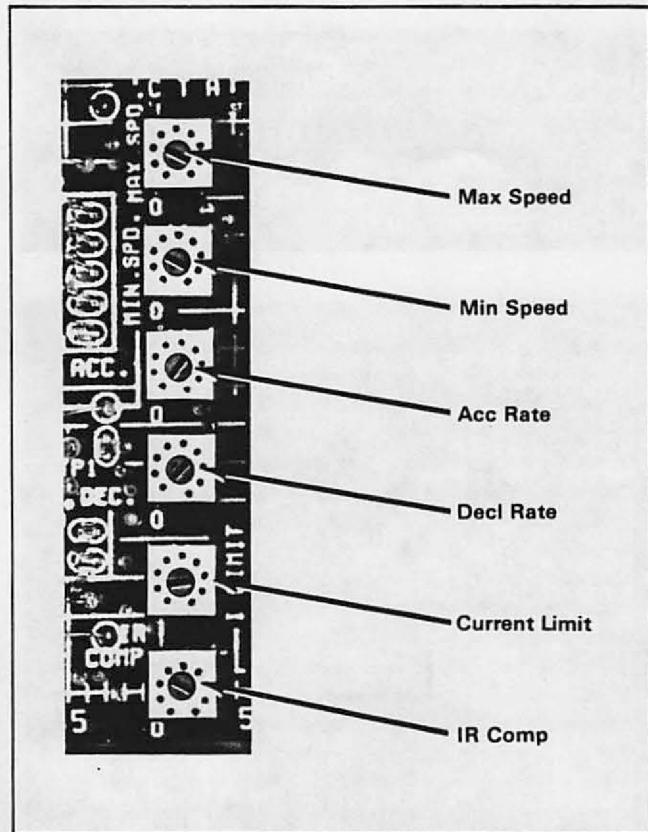 MAX SPD.
Max Speed
0
MIN.SPD.
Min Speed
0
ACC.
Acc Rate
0
P1
DEC.
Decl Rate
0
LIMIT
Current Limit
I
IR
COMP
IR Comp
5
0
5